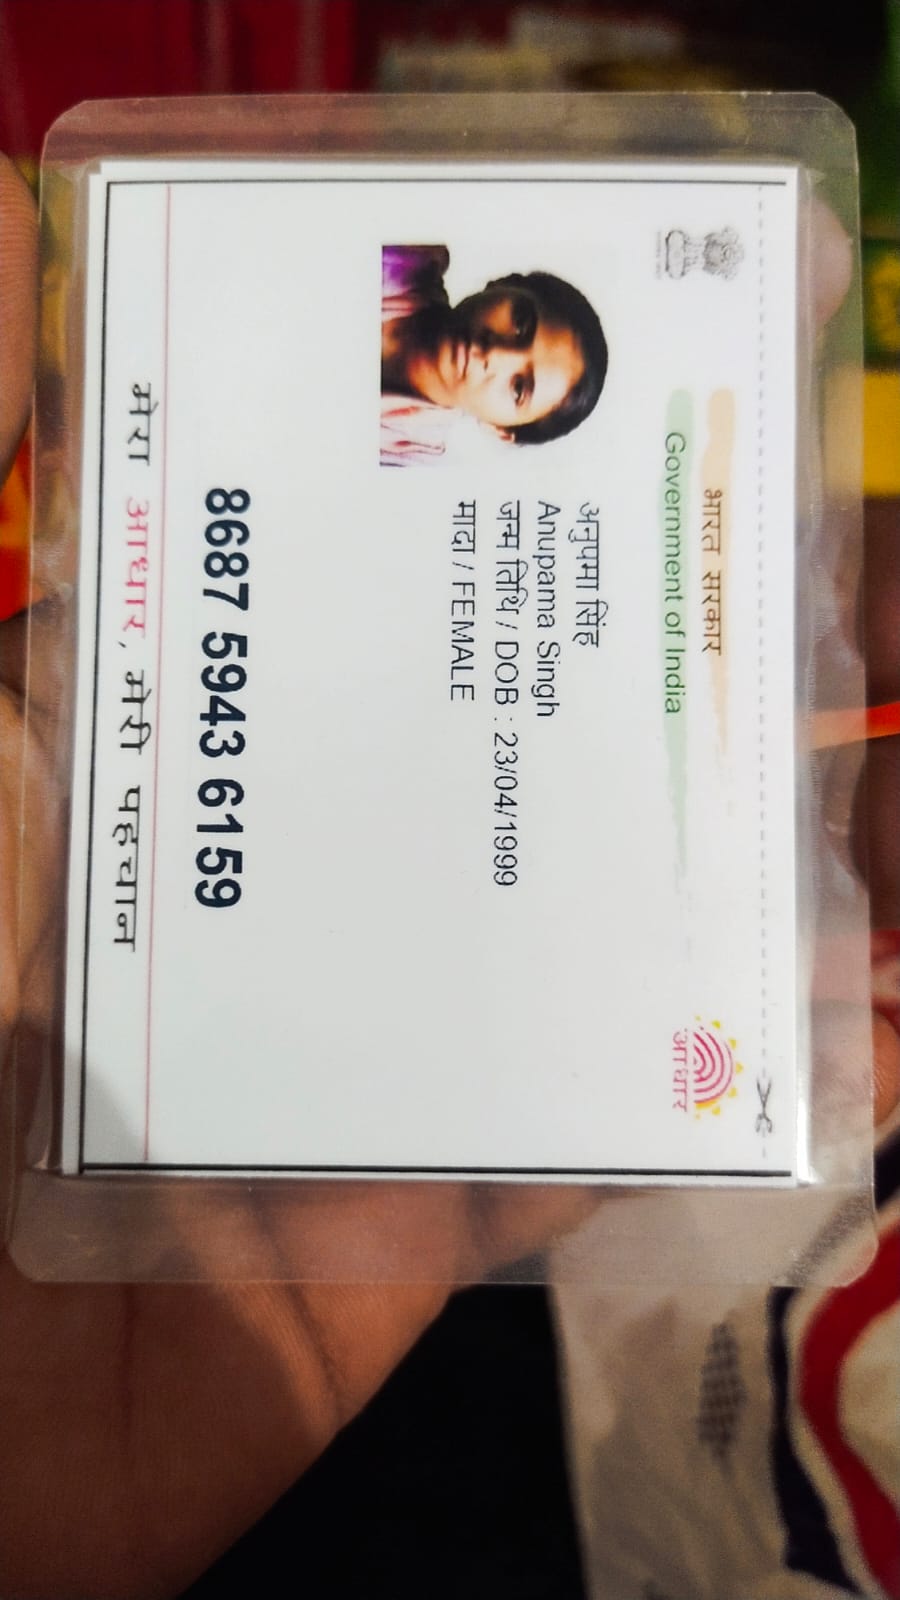 भारत सरकार
Government of India
आधार
अनुपमा सिंह
Anupama Singh
जन्म तिथि / DOB : 23/04/1999
मादा / FEMALE
8687 5943 6159
मेरा आधार, मेरी पहचान